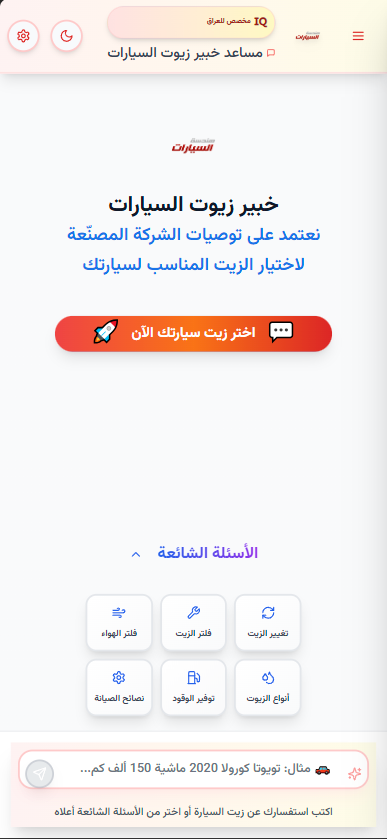 IQ مخصص للعراق
مساعد خبير زيوت السيارات
هندسة
السيارات
هندسة
السيارات
خبير زيوت السيارات
نعتمد على توصيات الشركة المصنّعة
لاختيار الزيت المناسب لسيارتك
💬 اختر زيت سيارتك الآن 🚀
الأسئلة الشائعة
تغيير الزيت
فلتر الزيت
فلتر الهواء
أنواع الزيوت
توفير الوقود
نصائح الصيانة
🚗 مثال: تويوتا كورولا 2020 ماشية 150 ألف كم...
اكتب استفسارك عن زيت السيارة أو اختر من الأسئلة الشائعة أعلاه